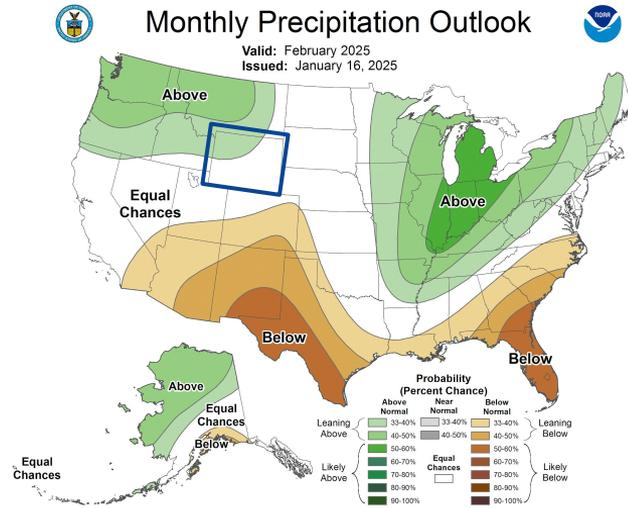 Monthly Precipitation Outlook
Valid: February 2025
Issued: January 16, 2025
NOAA
Above
Equal
Chances
Above
Below
Below
Above
Equal
Chances
Below
Equal
Chances
Probability
(Percent Chance)
Above
Normal
Near
Normal
Below
Normal
Leaning
Above
33-40%
40-50%
33-40%
40-50%
33-40%
40-50%
Leaning
Below
Likely
Above
50-60%
60-70%
70-80%
80-90%
90-100%
Equal
Chances
50-60%
60-70%
70-80%
80-90%
90-100%
Likely
Below